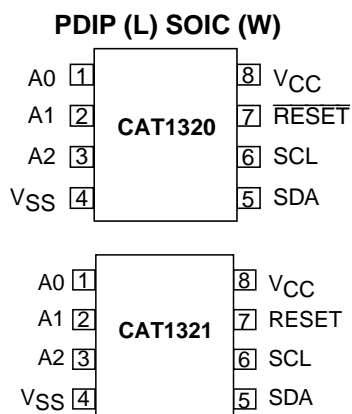 PDIP (L) SOIC (W)
A0 1 8 VCC
A1 2 CAT1320 7 RESET
A2 3 6 SCL
VSS 4 5 SDA
A0 1 8 VCC
A1 2 CAT1321 7 RESET
A2 3 6 SCL
VSS 4 5 SDA